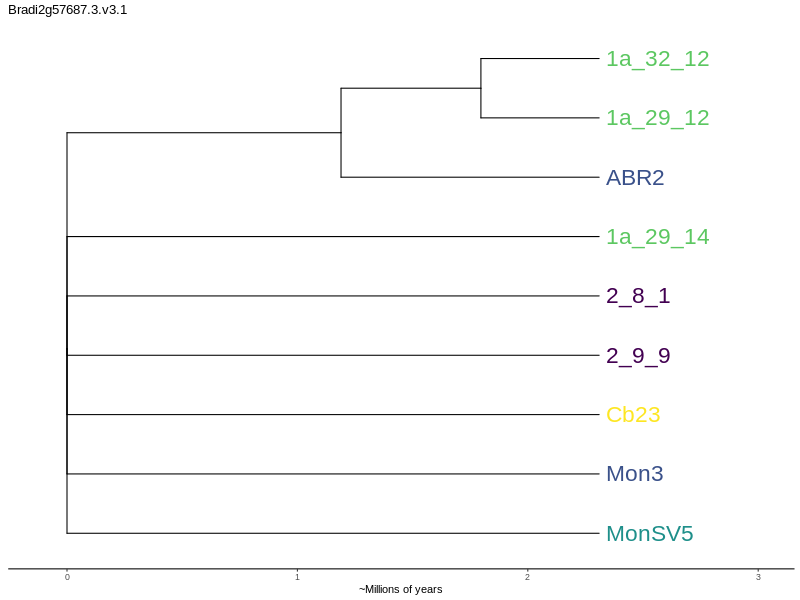 Bradi2g57687.3.v3.1
1a_32_12
1a_29_12
ABR2
1a_29_14
2_8_1
2_9_9
Cb23
Mon3
MonSV5
0 1 2 3
~Millions of years